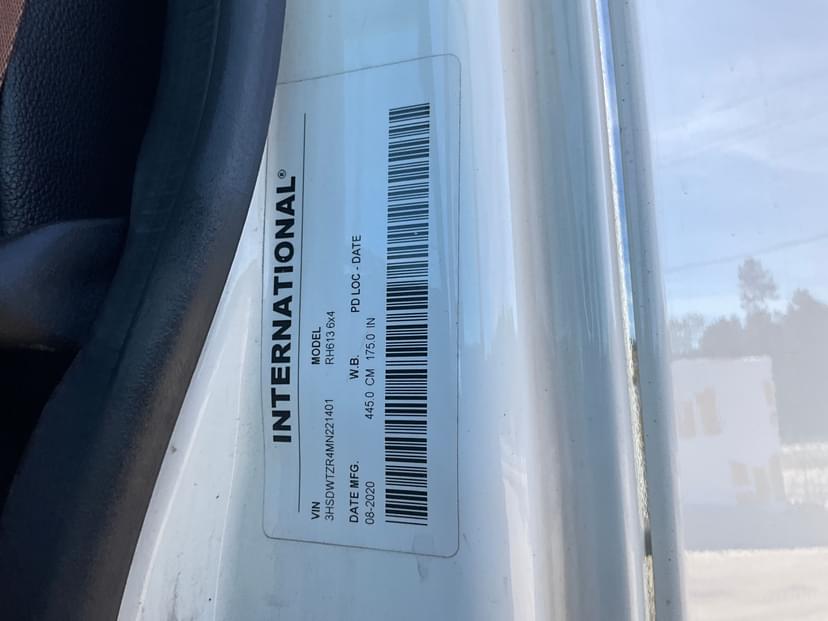 INTERNATIONAL®
VIN MODEL
3HSDWTZR4MN221401 RH613 6x4
DATE MFG. W.B. PD LOC - DATE
08-2020 445.0 CM 175.0 IN